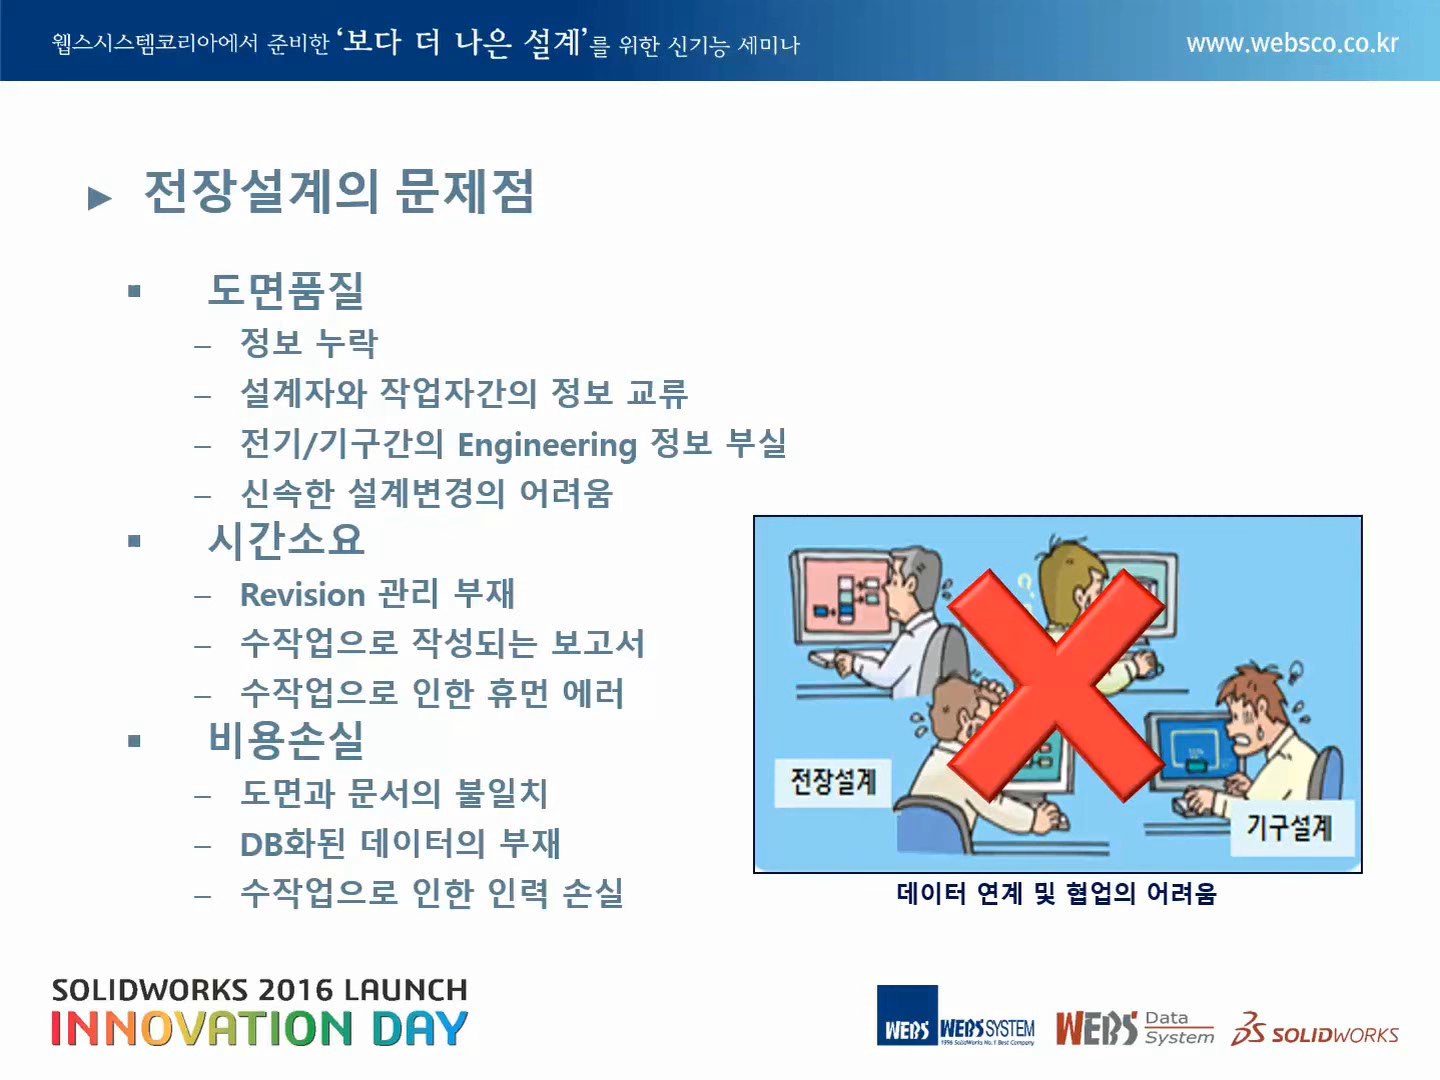 웹스시스템코리아에서 준비한 ‘보다 더 나은 설계’를 위한 신기능 세미나
www.websco.co.kr
► 전장설계의 문제점
▪ 도면품질
– 정보 누락
– 설계자와 작업자간의 정보 교류
– 전기/기구간의 Engineering 정보 부실
– 신속한 설계변경의 어려움
▪ 시간소요
– Revision 관리 부재
– 수작업으로 작성되는 보고서
– 수작업으로 인한 휴먼 에러
▪ 비용손실
– 도면과 문서의 불일치
– DB화된 데이터의 부재
– 수작업으로 인한 인력 손실
전장설계
기구설계
데이터 연계 및 협업의 어려움
SOLIDWORKS 2016 LAUNCH
INNOVATION DAY
WEBS
WEBS SYSTEM
1996 SolidWorks No.1 Best Company
WEBS Data System
SOLIDWORKS